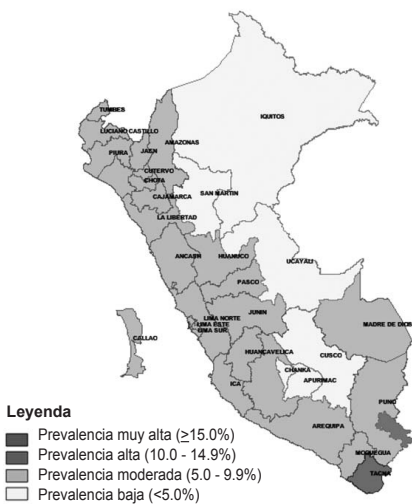 TUMBES
IQUITOS
LUCIANO CASTILLO
AMAZONAS
PIURA
JAEN
CUTERVO
CHOTA
SAN MARTIN
CAJAMARCA
LA LIBERTAD
ANCASH
HUANUCO
UCAYALI
PASCO
LIMA NORTE
JUNIN
LIMA ESTE
LIMA SUR
MADRE DE DIOS
CALLAO
HUANCAVELICA
CUSCO
CHANKA
APURIMAC
ICA
PUNO
AREQUIPA
MOQUEGUA
TACNA
Leyenda
Prevalencia muy alta (≥15.0%)
Prevalencia alta (10.0 - 14.9%)
Prevalencia moderada (5.0 - 9.9%)
Prevalencia baja (<5.0%)